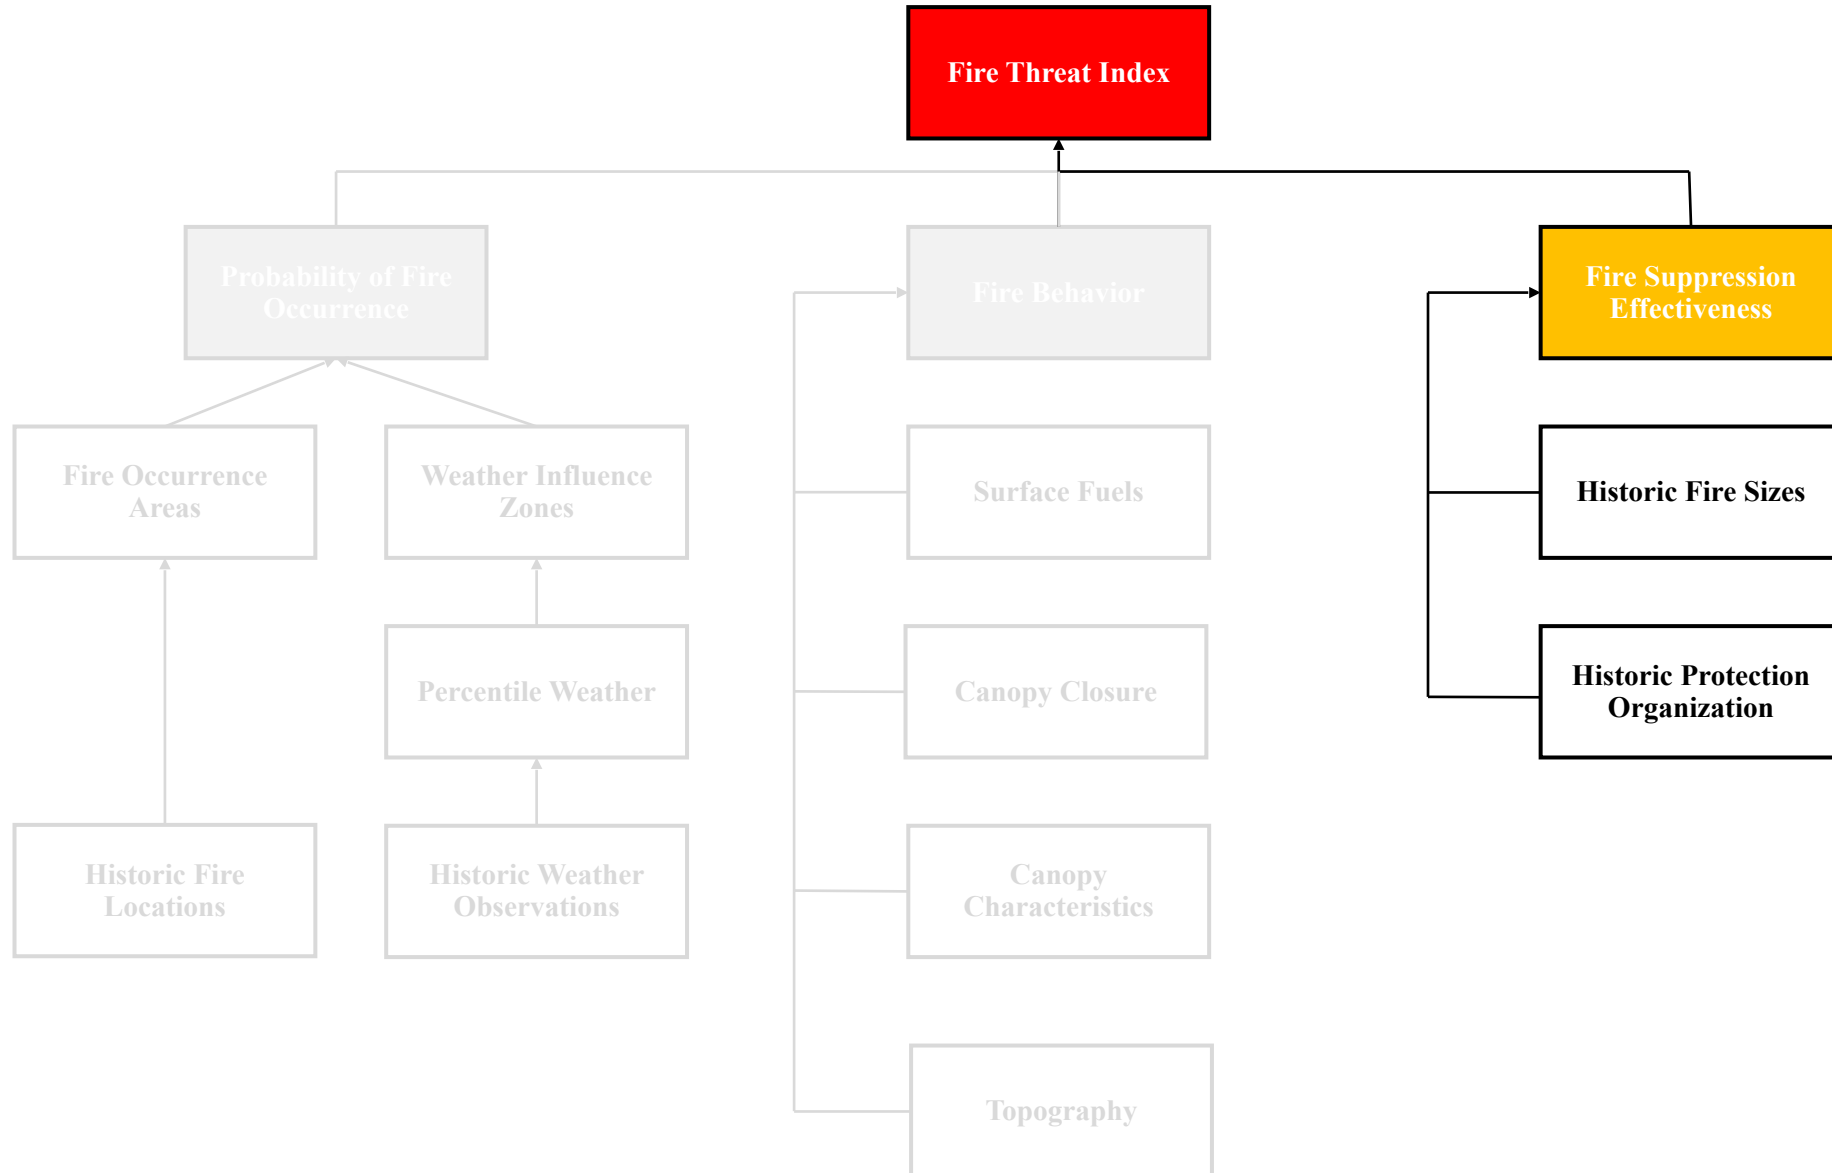 Fire Threat Index
Probability of Fire
Occurrence
Fire Behavior
Fire Suppression
Effectiveness
Fire Occurrence
Areas
Weather Influence
Zones
Surface Fuels
Historic Fire Sizes
Percentile Weather
Canopy Closure
Historic Protection
Organization
Historic Fire
Locations
Historic Weather
Observations
Canopy
Characteristics
Topography